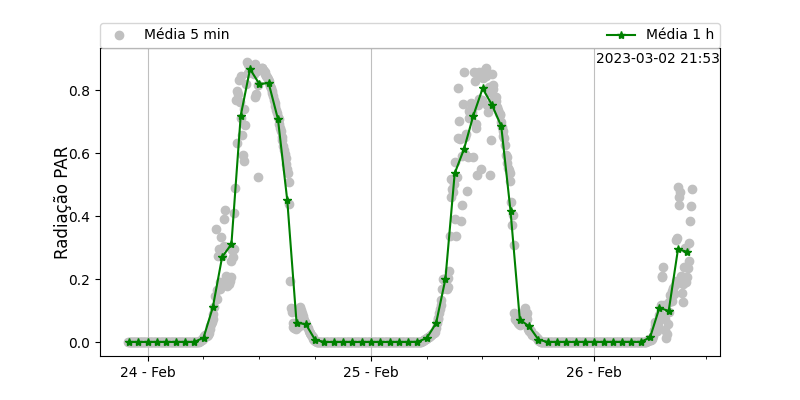 Média 5 min
Média 1 h
2023-03-02 21:53
Radiação PAR
0.8
0.6
0.4
0.2
0.0
24 - Feb
25 - Feb
26 - Feb